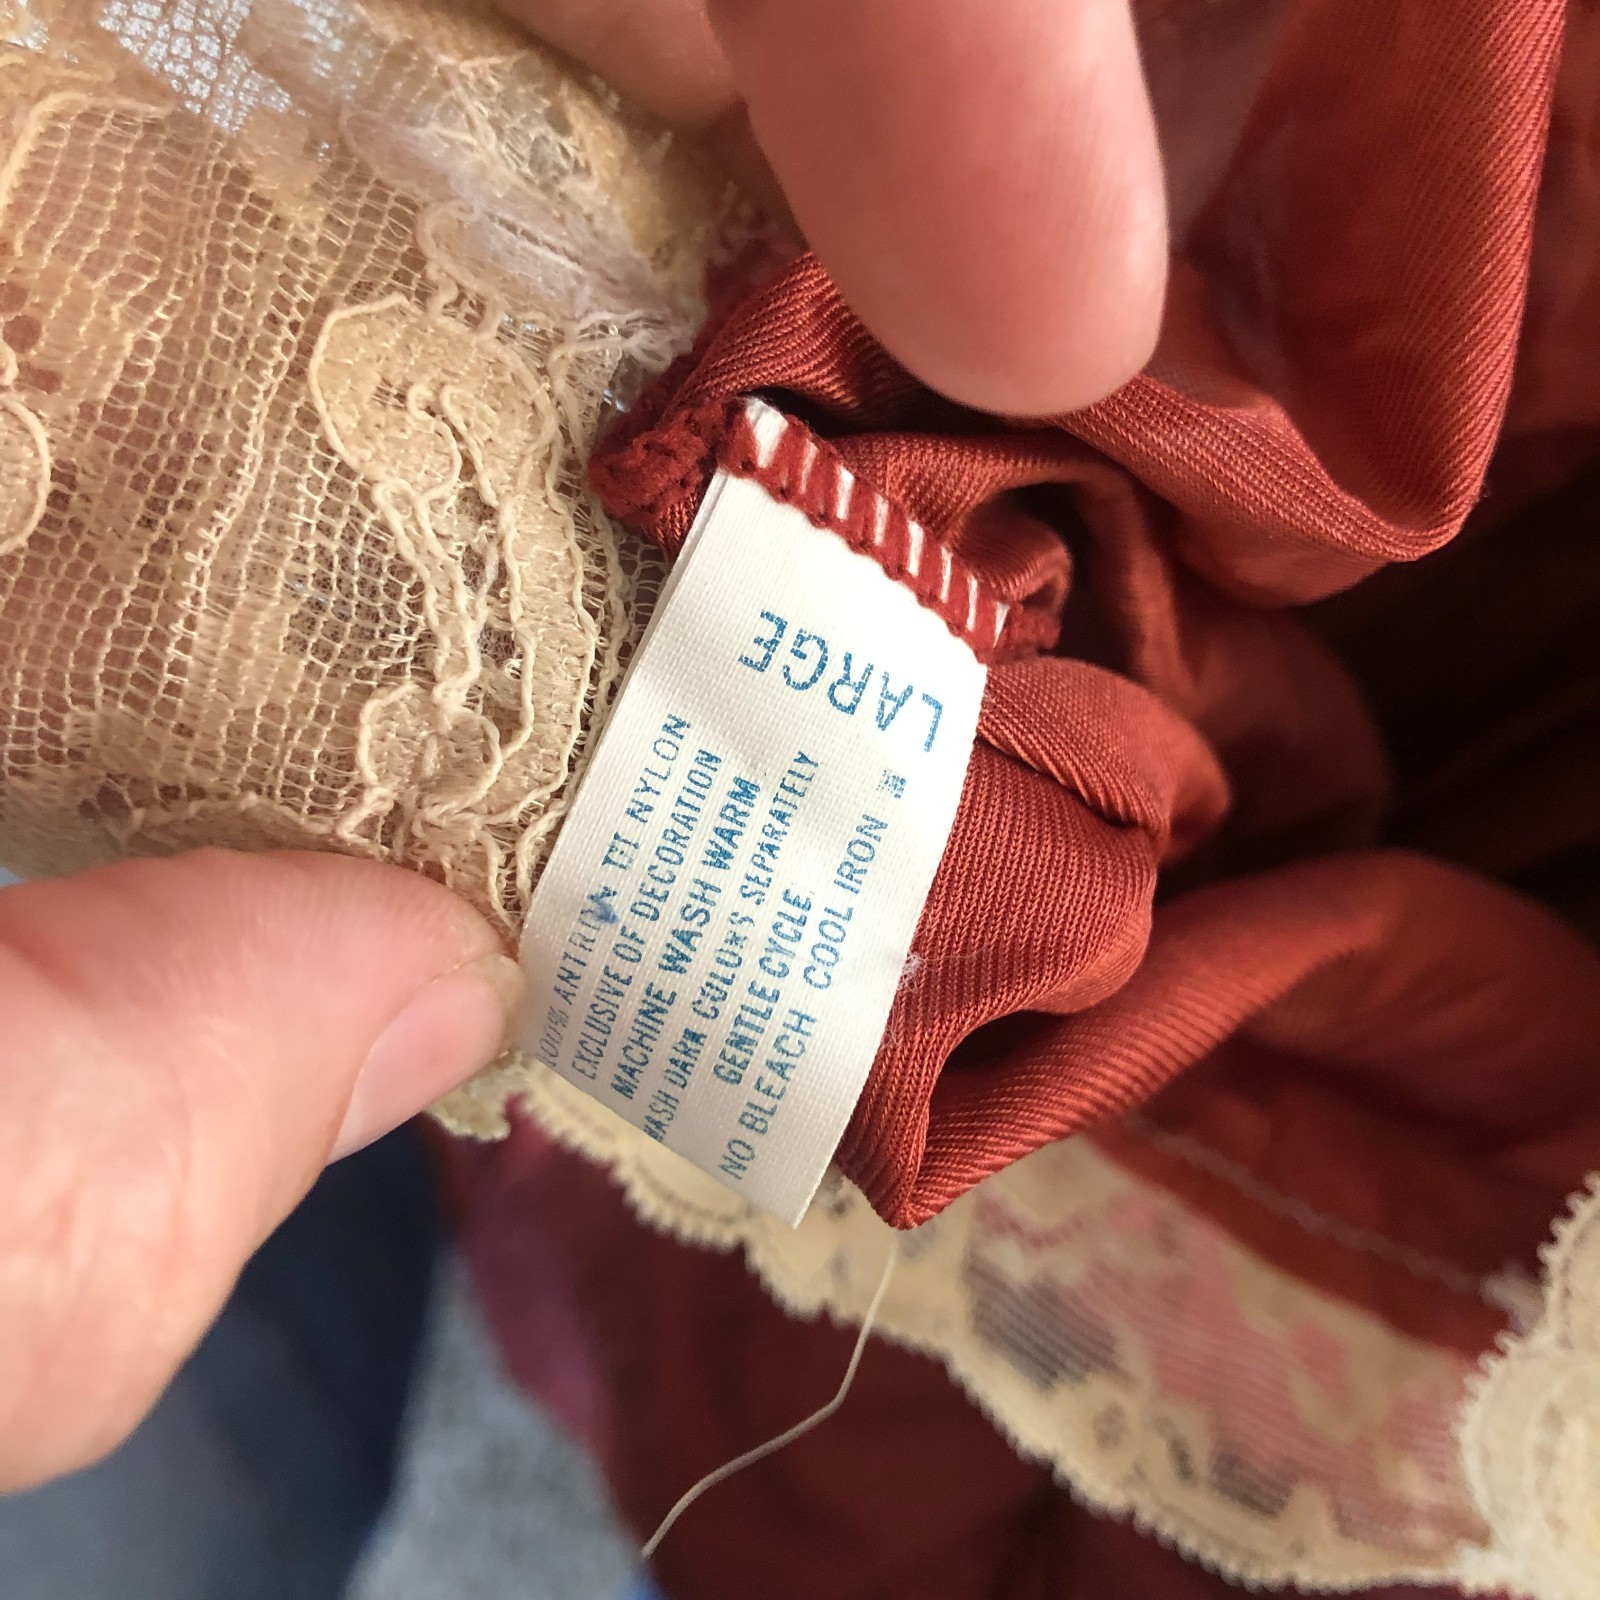 LARGE
100% ANTRON III NYLON
EXCLUSIVE OF DECORATION
MACHINE WASH WARM
WASH DARK COLORS SEPARATELY
GENTLE CYCLE.
NO BLEACH COOL IRON